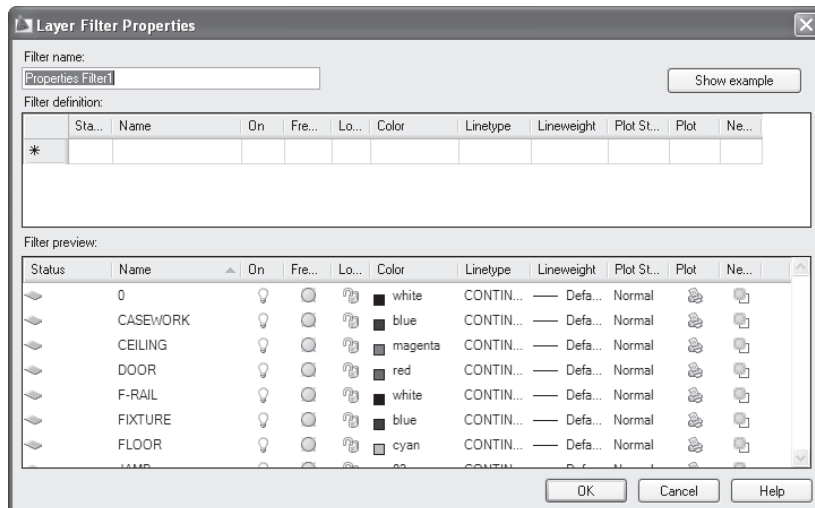 Layer Filter Properties
Filter name:
Properties Filter1
Show example
Filter definition:
Sta... Name On Fre... Lo... Color Linetype Lineweight Plot St... Plot Ne...
*
Filter preview:
Status Name On Fre... Lo... Color Linetype Lineweight Plot St... Plot Ne...
0 white CONTIN... Defa... Normal
CASEWORK blue CONTIN... Defa... Normal
CEILING magenta CONTIN... Defa... Normal
DOOR red CONTIN... Defa... Normal
F-RAIL white CONTIN... Defa... Normal
FIXTURE blue CONTIN... Defa... Normal
FLOOR cyan CONTIN... Defa... Normal
OK Cancel Help